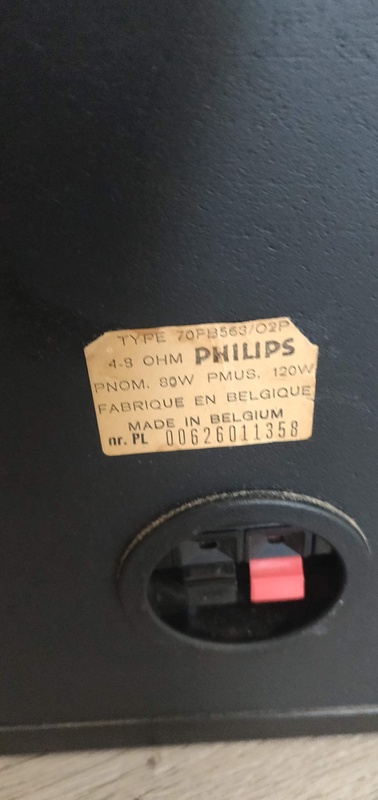 TYPE 70FB563/02P
4-8 OHM PHILIPS
PNOM. 80W PMUS. 120W
FABRIQUE EN BELGIQUE
MADE IN BELGIUM
nr. PL 00626011358